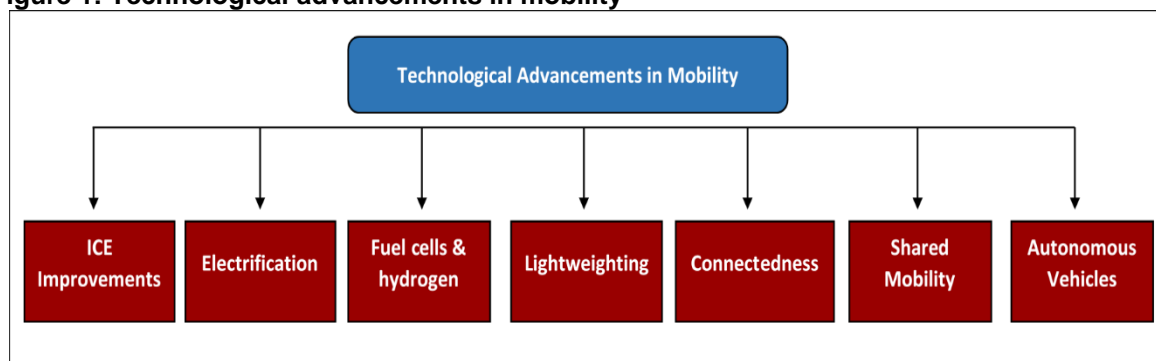 igure 1: Technological advancements in mobility
Technological Advancements in Mobility
ICE
Improvements
Electrification
Fuel cells &
hydrogen
Lightweighting
Connectedness
Shared
Mobility
Autonomous
Vehicles